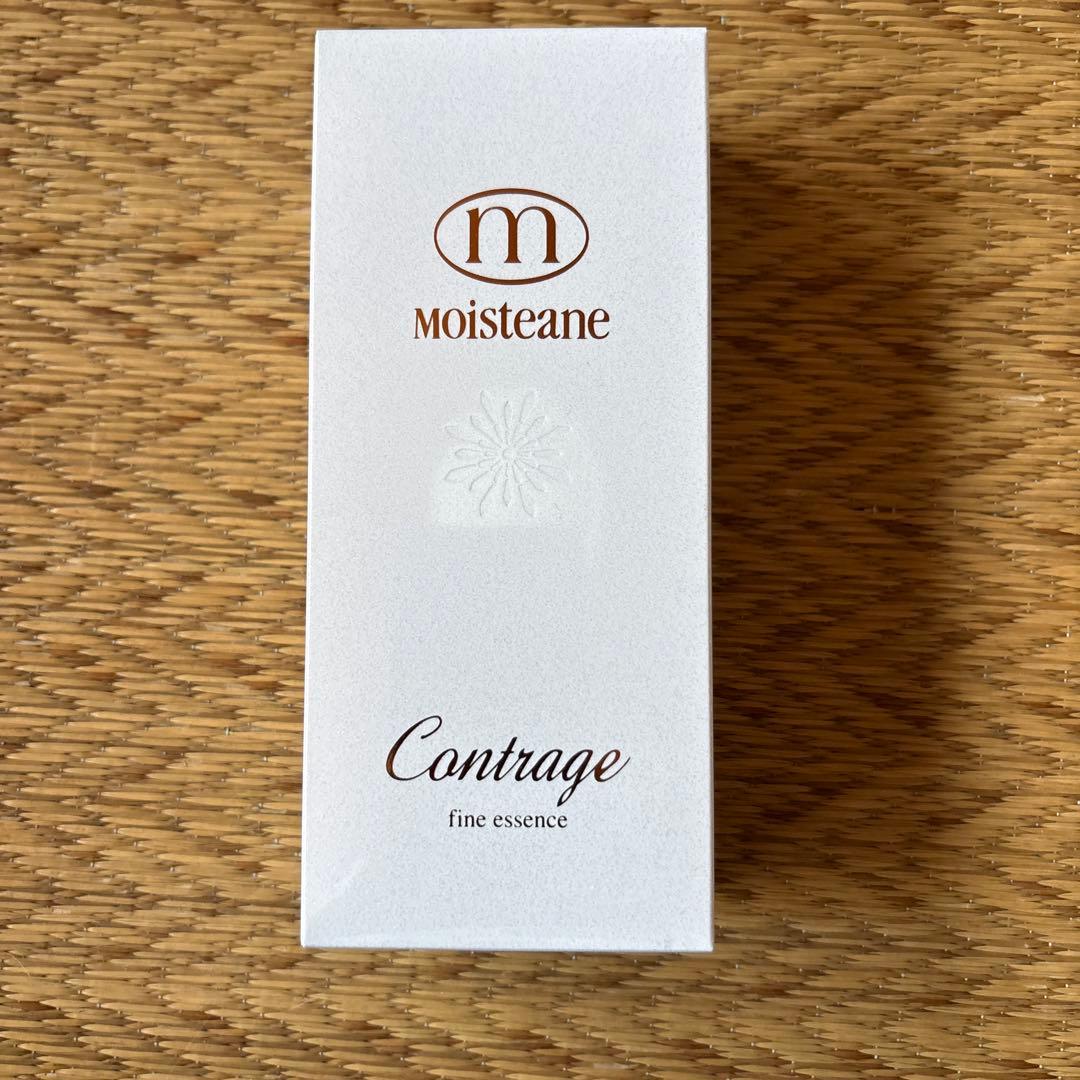 m
Moisteane
Contrage
fine essence